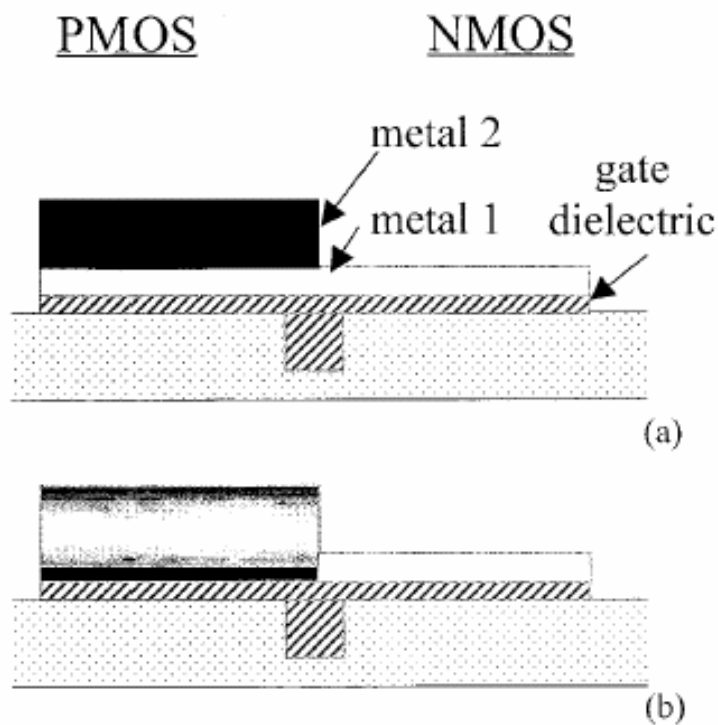 PMOS
NMOS
metal 2
metal 1
gate
dielectric
(a)
(b)